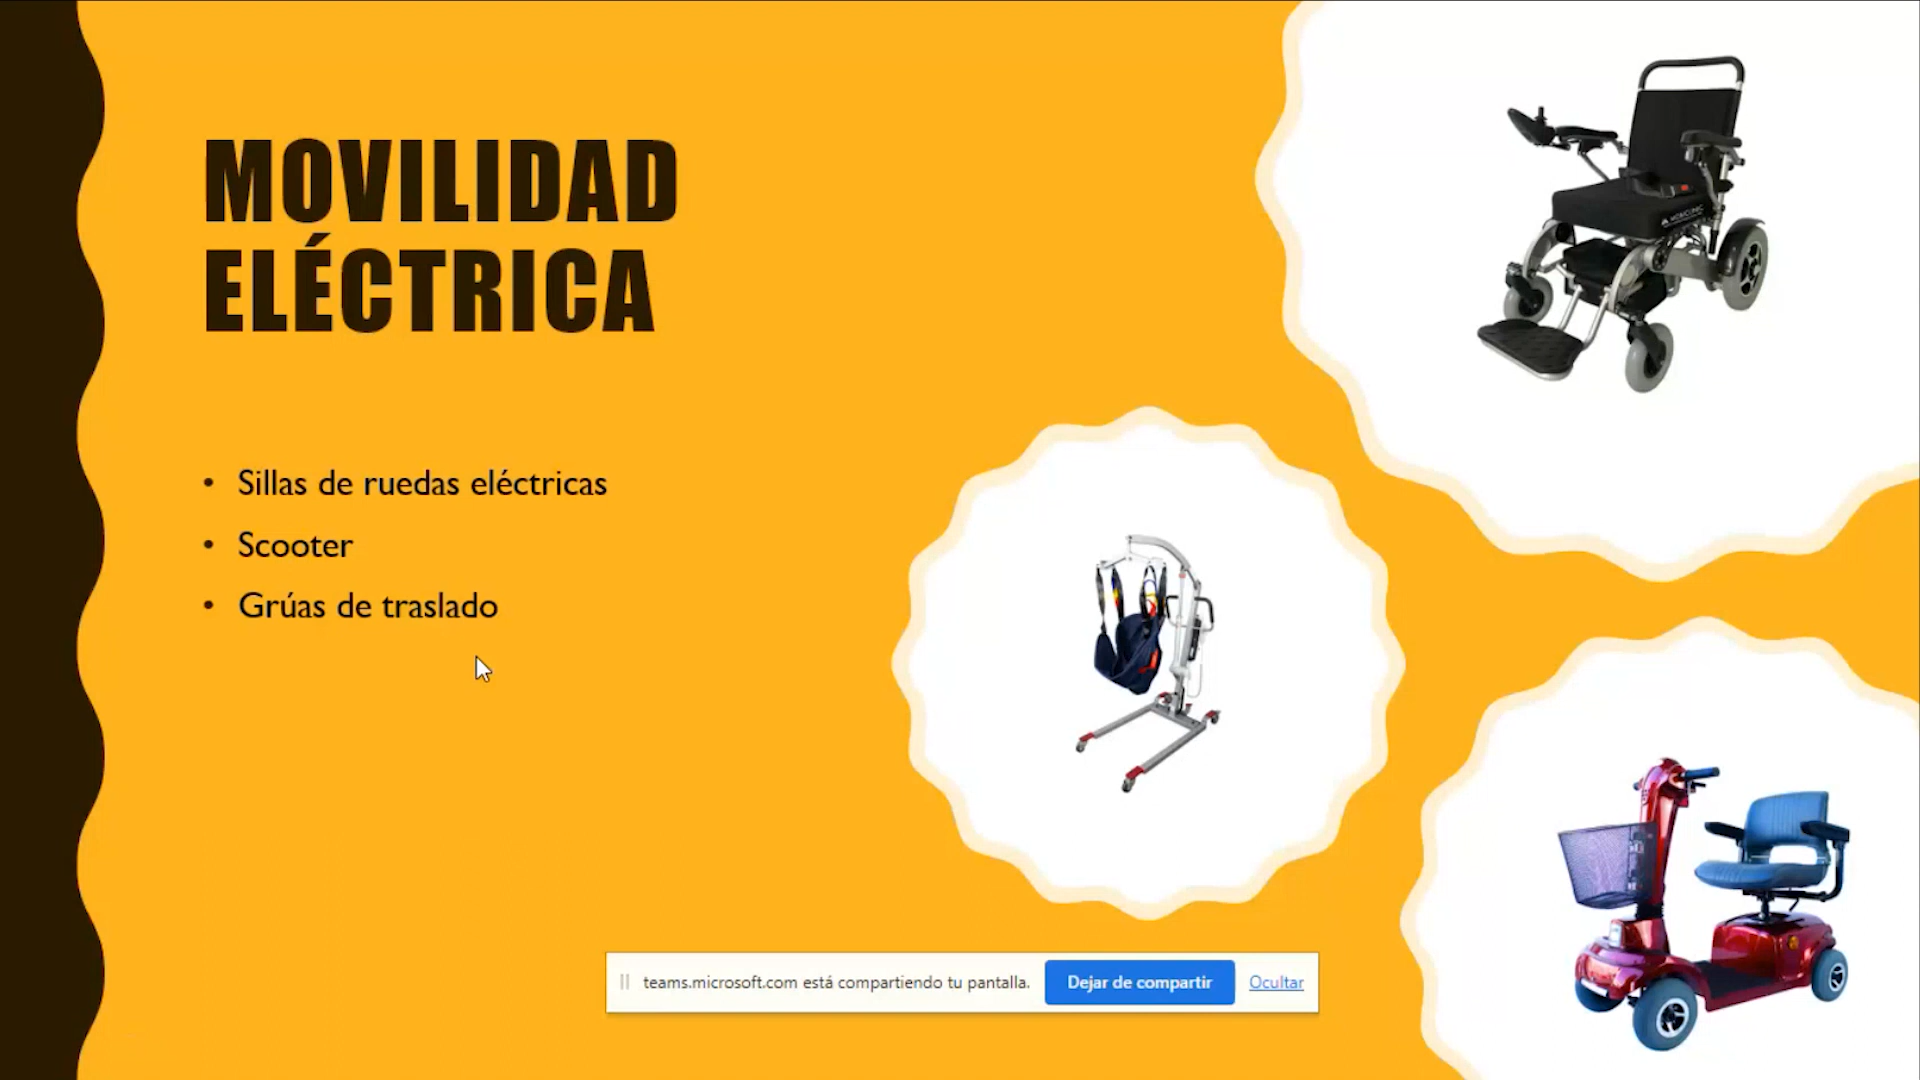 MOVILIDAD
ELÉCTRICA
• Sillas de ruedas eléctricas
• Scooter
• Grúas de traslado
teams.microsoft.com está compartiendo tu pantalla.
Dejar de compartir
Ocultar